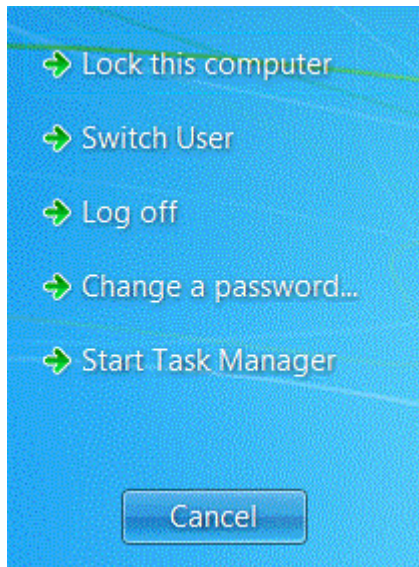 Lock this computer
Switch User
Log off
Change a password...
Start Task Manager
Cancel